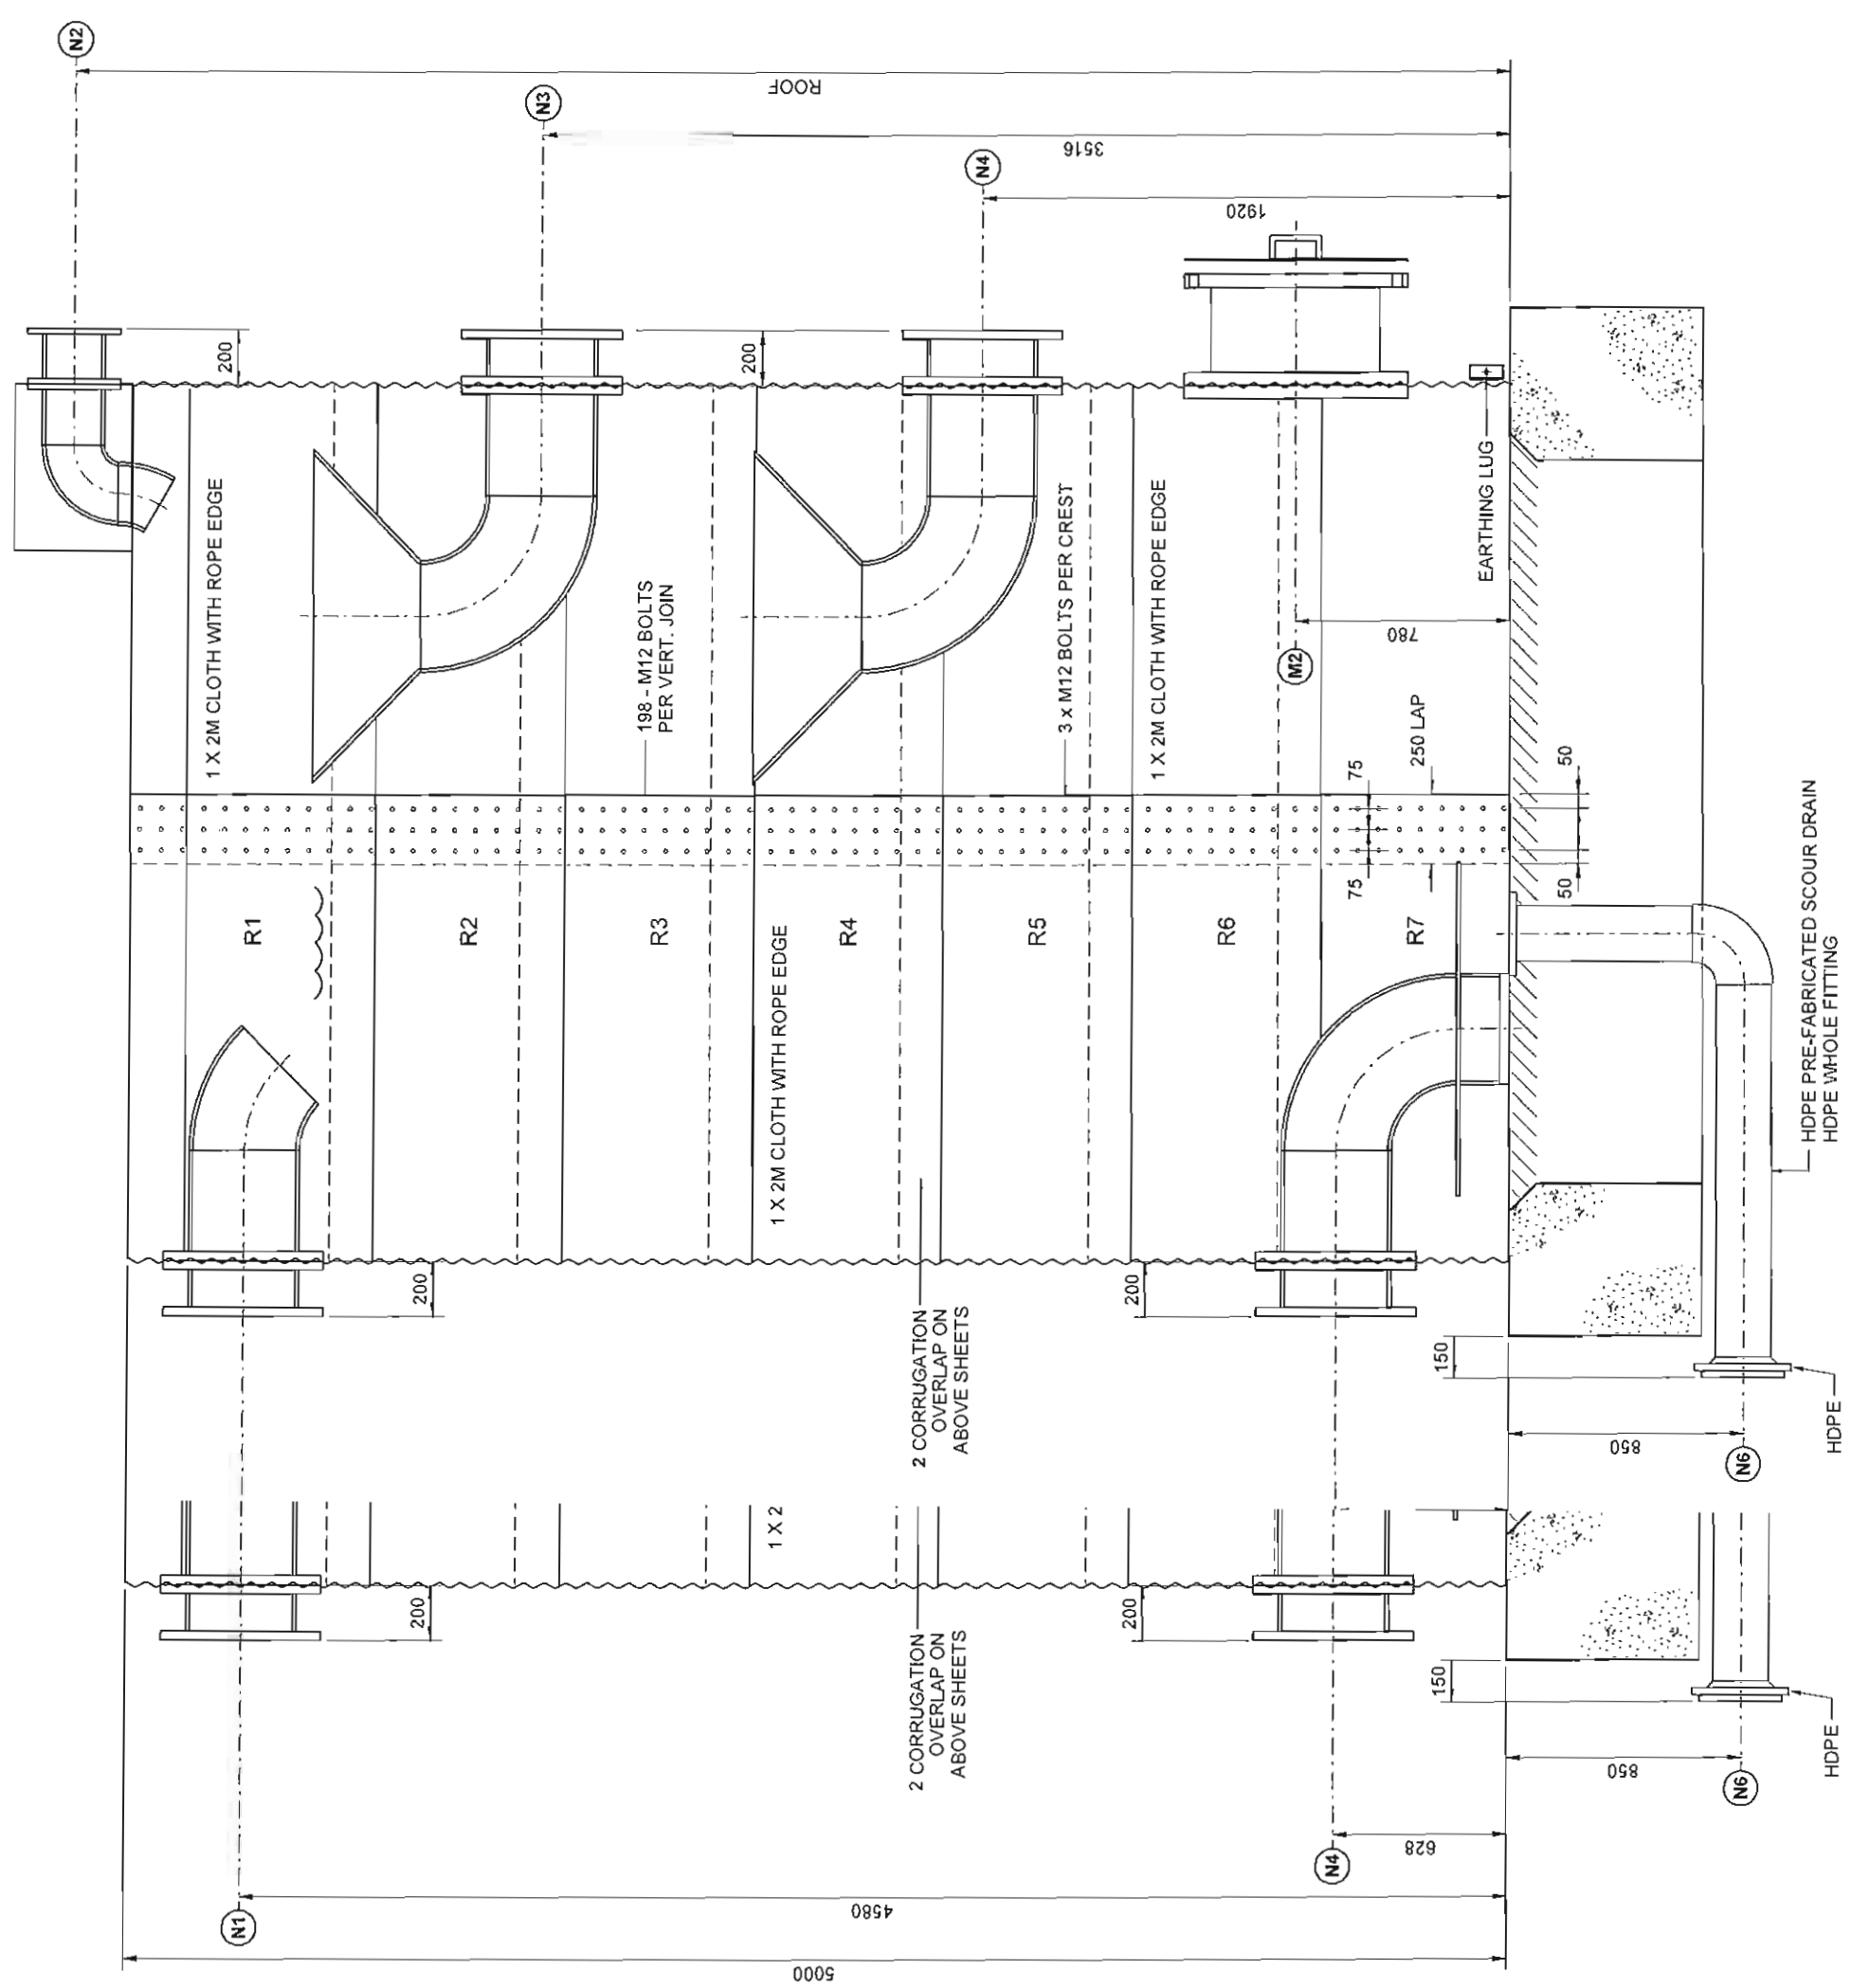 N2
ROOF
N3
3516
N4
1920
200
200
1 X 2M CLOTH WITH ROPE EDGE
198 - M12 BOLTS
PER VERT. JOIN
3 x M12 BOLTS PER CREST
1 X 2M CLOTH WITH ROPE EDGE
EARTHING LUG
780
M2
250 LAP
75
75
50
50
R1
R2
R3
R4
R5
R6
R7
1 X 2M CLOTH WITH ROPE EDGE
HDPE PRE-FABRICATED SCOUR DRAIN
HDPE WHOLE FITTING
200
200
2 CORRUGATION
OVERLAP ON
ABOVE SHEETS
150
850
N6
HDPE
1 X 2
200
200
2 CORRUGATION
OVERLAP ON
ABOVE SHEETS
150
850
N6
HDPE
628
N4
N1
4580
5000